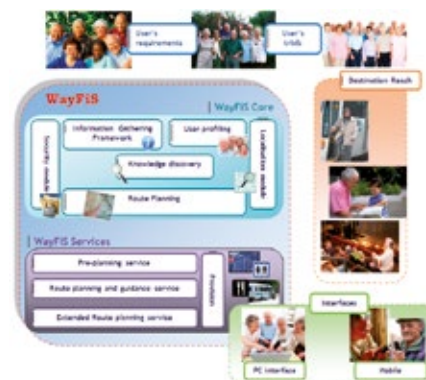 User's
requirements
User's
trials
Destination Reach
WayFiS
WayFiS Core
Information Gathering
Framework
User profiling
Security module
Localisation module
Knowledge discovery
Route Planning
WayFiS Services
Pre-planning service
Route planning and guidance service
Extended Route planning service
Interfaces
PC Interface
Mobile